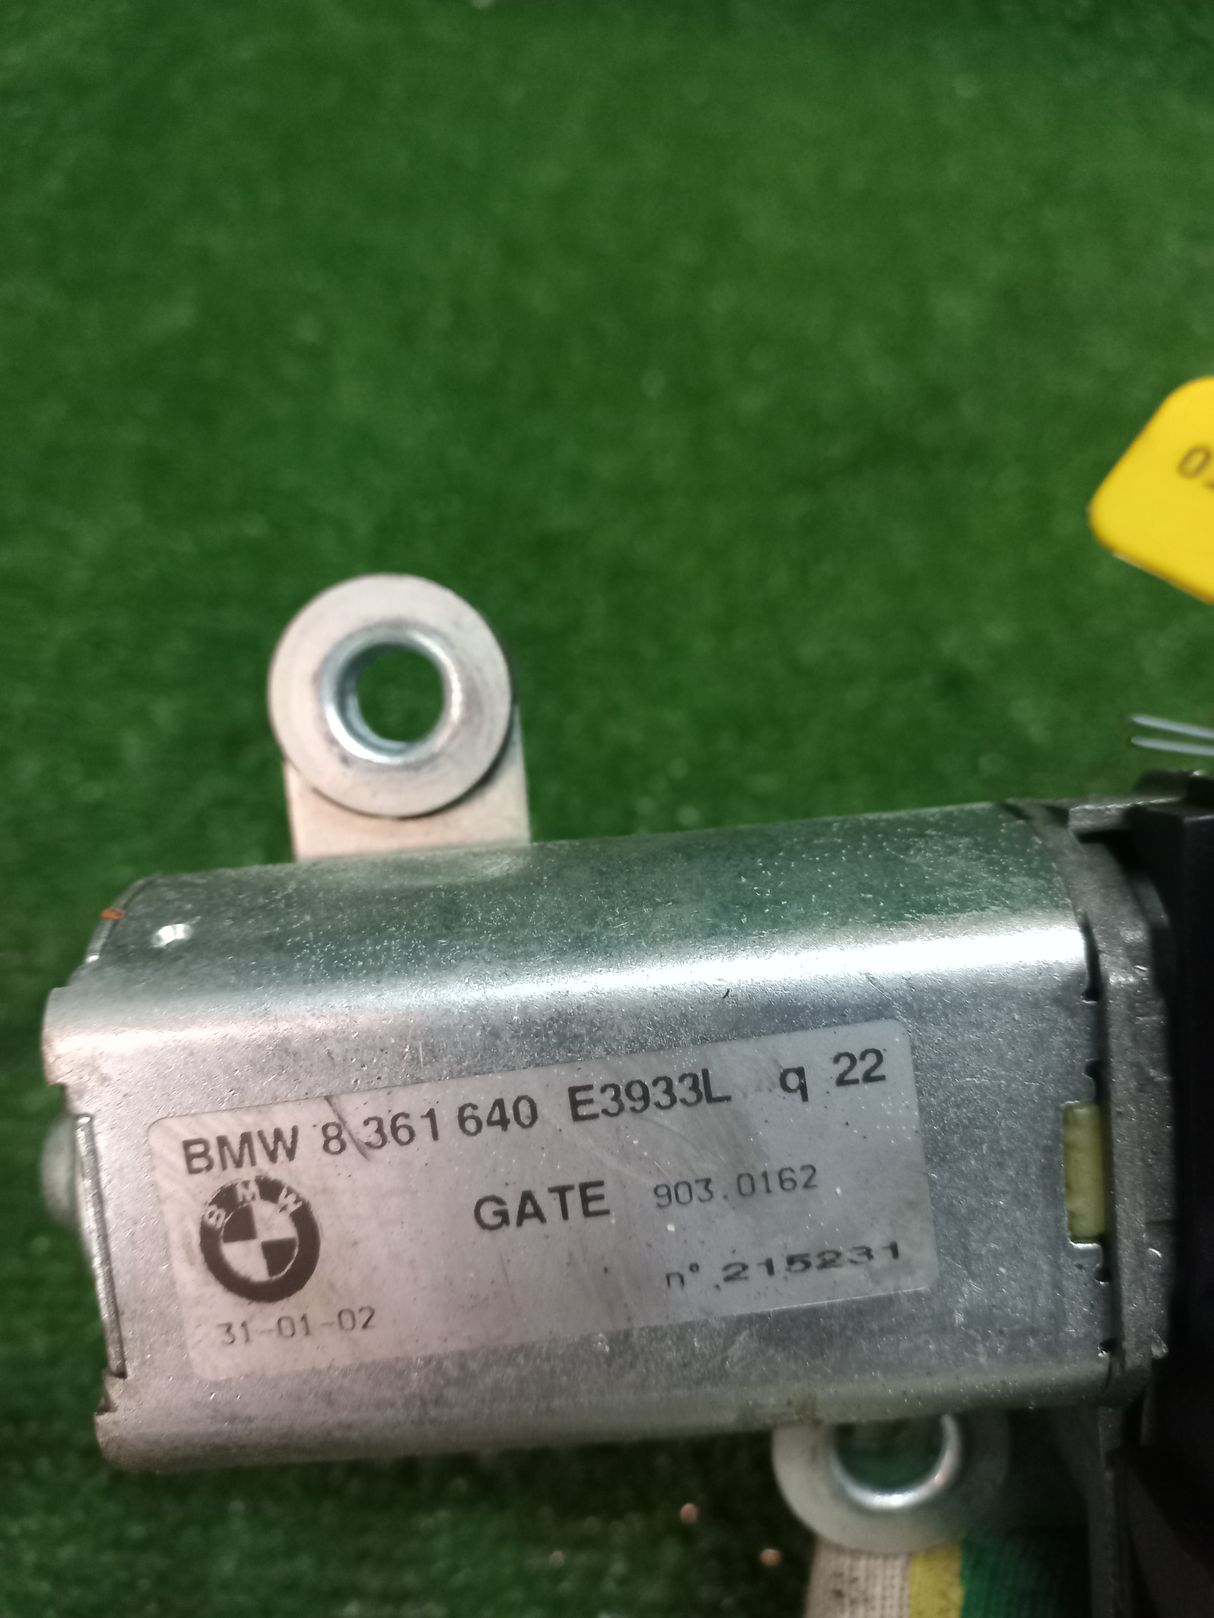 BMW 8 361 640 E3933L q 22
BMW
GATE 903.0162
n° 215231
31-01-02